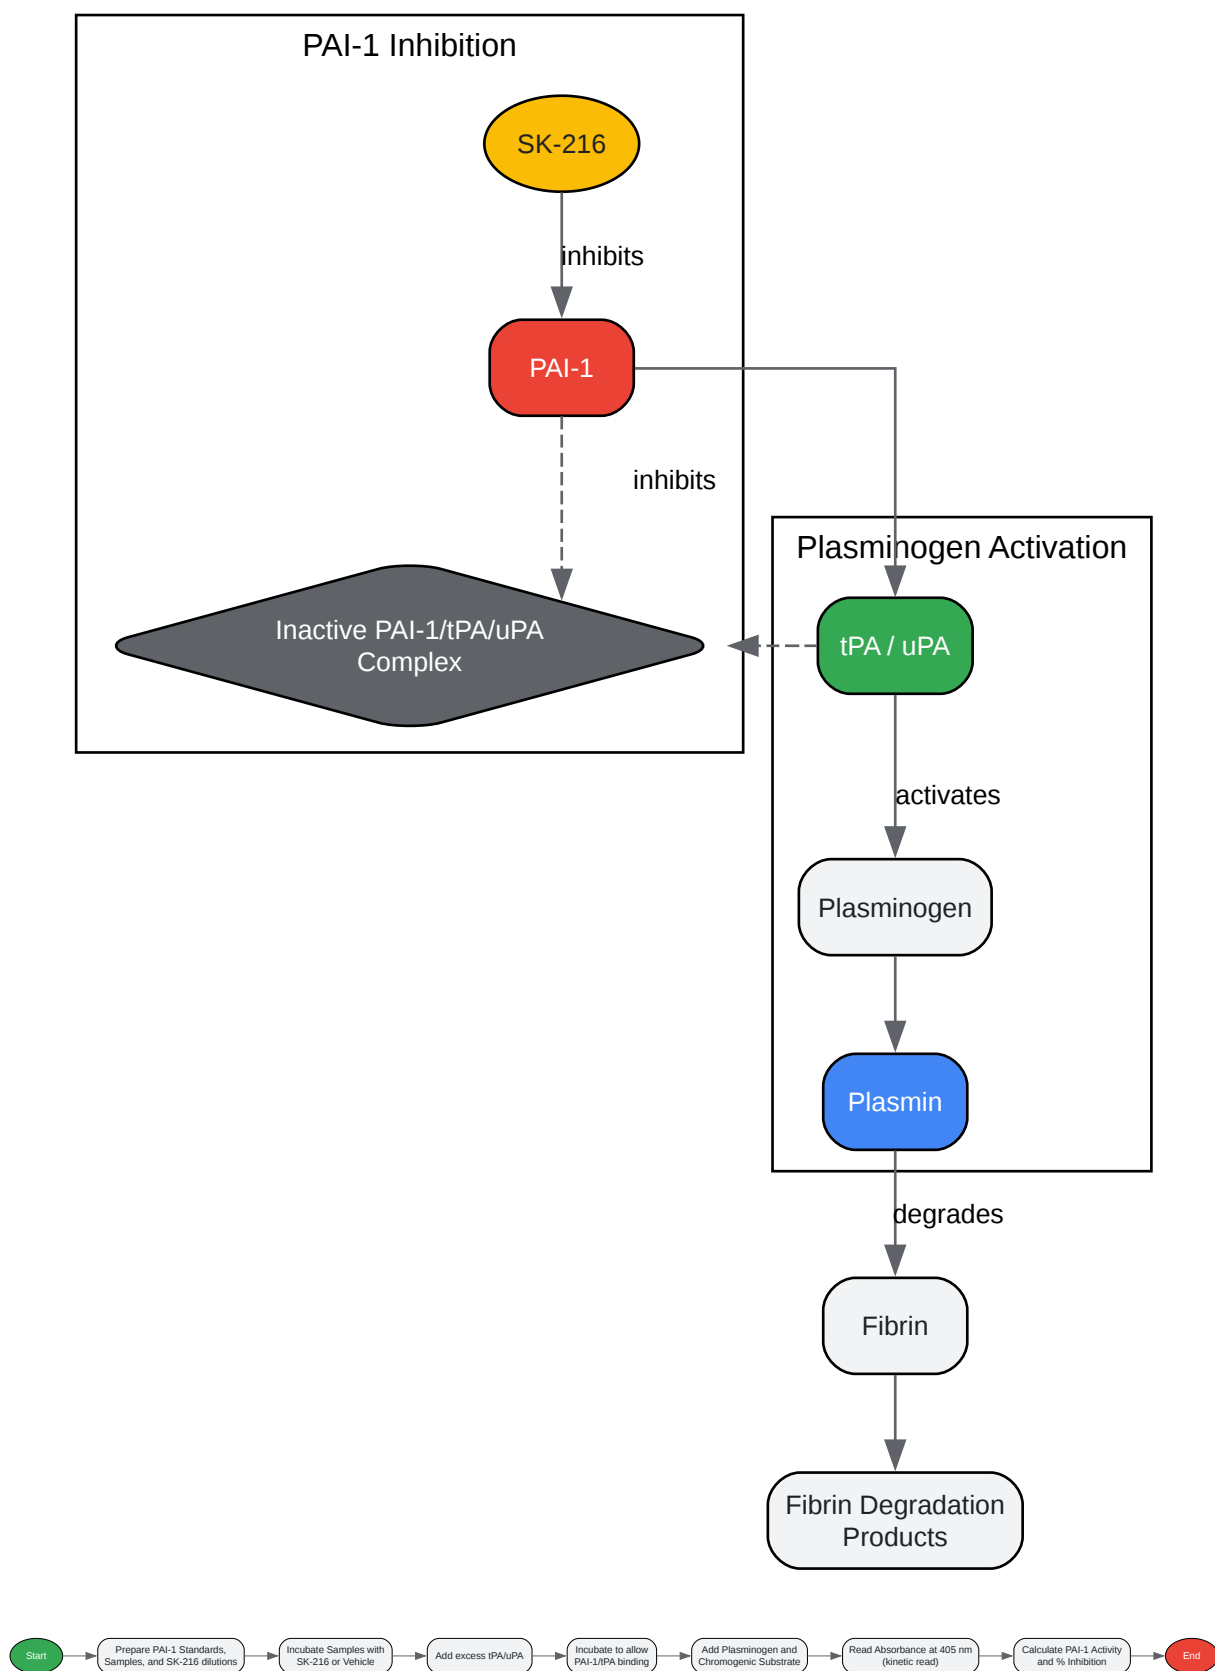 PAI-1 Inhibition
SK-216
inhibits
PAI-1
inhibits
Plasminogen Activation
Inactive PAI-1/tPA/uPA
Complex
tPA / uPA
activates
Plasminogen
Plasmin
degrades
Fibrin
Fibrin Degradation
Products
Start
Prepare PAI-1 Standards,
Samples, and SK-216 dilutions
Incubate Samples with
SK-216 or Vehicle
Add excess tPA/uPA
Incubate to allow
PAI-1/tPA binding
Add Plasminogen and
Chromogenic Substrate
Read Absorbance at 405 nm
(kinetic read)
Calculate PAI-1 Activity
and % Inhibition
End